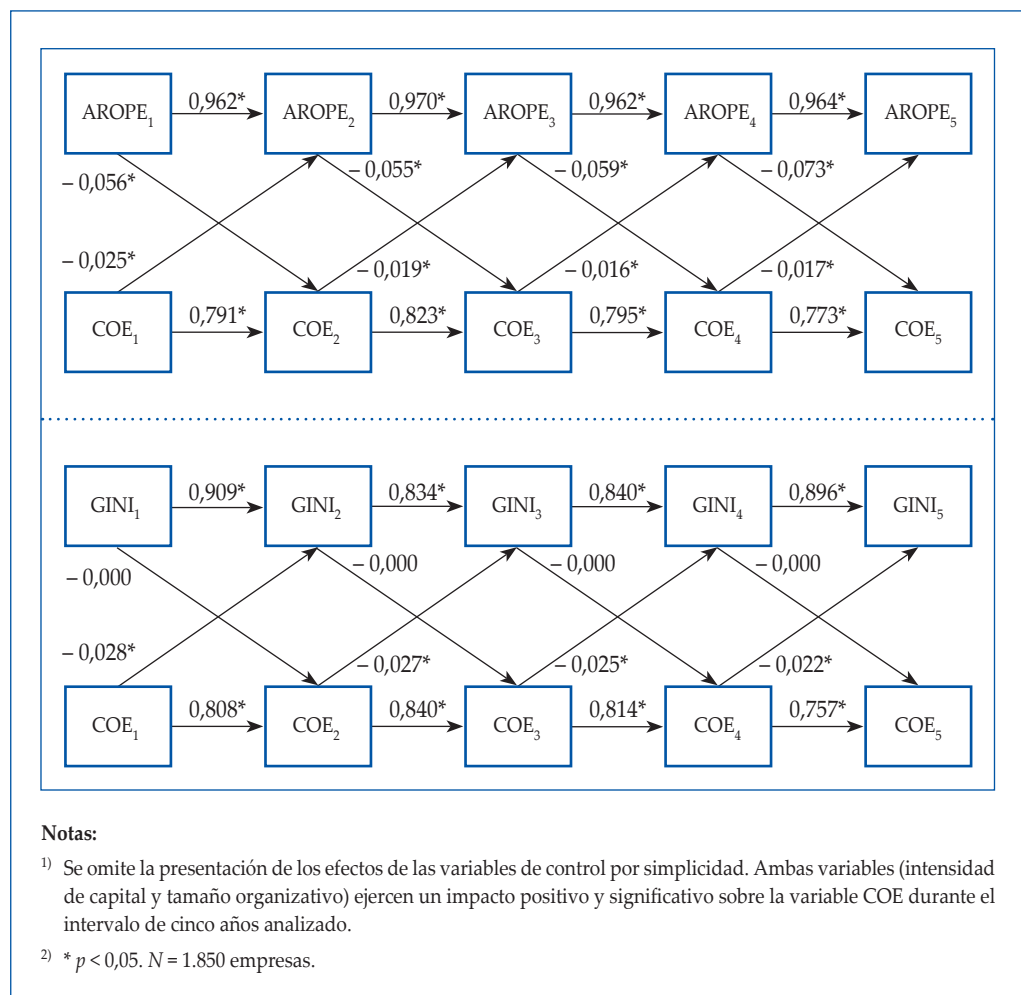 AROPE₁ 0,962* AROPE₂ 0,970* AROPE₃ 0,962* AROPE₄ 0,964* AROPE₅
– 0,056* – 0,055* – 0,059* – 0,073*
– 0,025* – 0,019* – 0,016* – 0,017*
COE₁ 0,791* COE₂ 0,823* COE₃ 0,795* COE₄ 0,773* COE₅
GINI₁ 0,909* GINI₂ 0,834* GINI₃ 0,840* GINI₄ 0,896* GINI₅
– 0,000 – 0,000 – 0,000 – 0,000
– 0,028* – 0,027* – 0,025* – 0,022*
COE₁ 0,808* COE₂ 0,840* COE₃ 0,814* COE₄ 0,757* COE₅
Notas:
1) Se omite la presentación de los efectos de las variables de control por simplicidad. Ambas variables (intensidad
de capital y tamaño organizativo) ejercen un impacto positivo y significativo sobre la variable COE durante el
intervalo de cinco años analizado.
2) * p < 0,05. N = 1.850 empresas.